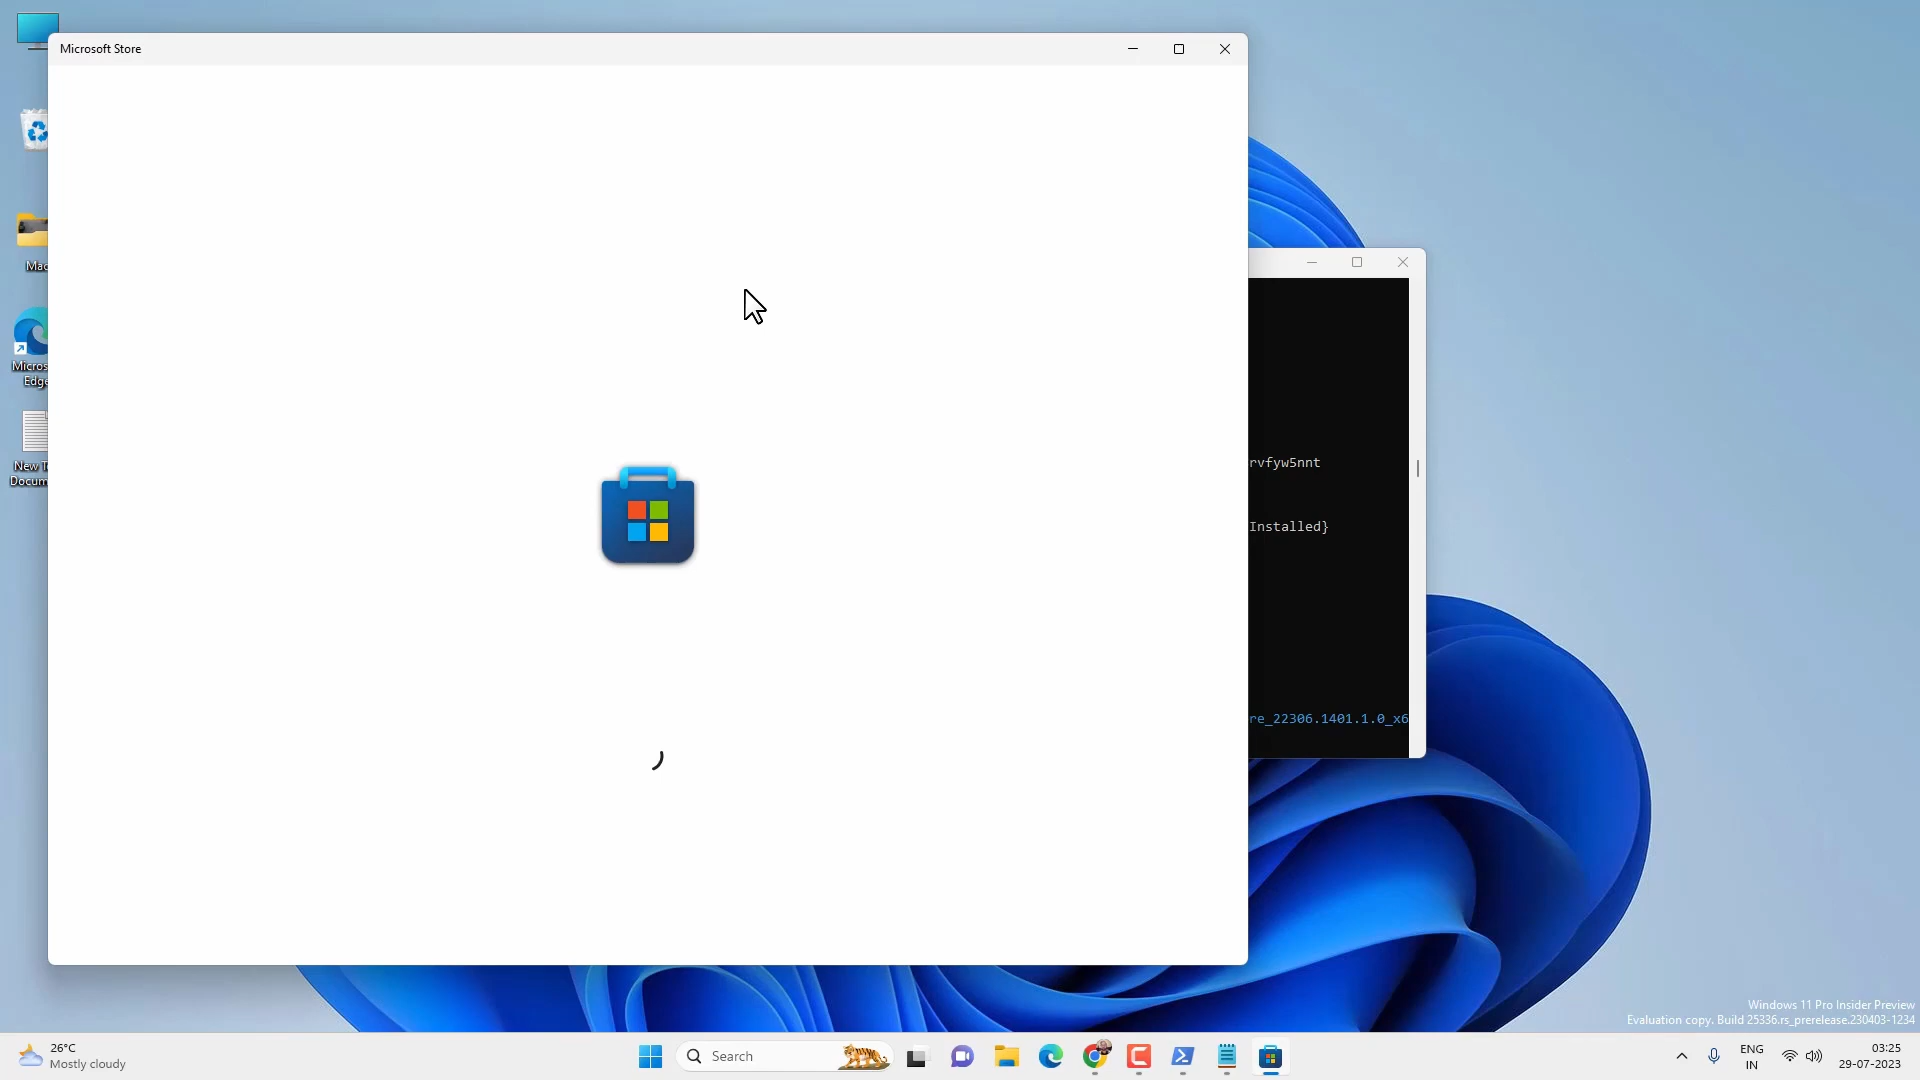 Microsoft Store
Mac
Micros
Edge
New T
Docum
rvfyw5nnt
Installed}
re_22306.1401.1.0_x6
Windows 11 Pro Insider Preview
Evaluation copy. Build 25336.rs_prerelease.230403-1234
26°C
Mostly cloudy
Search
ENG
IN
03:25
29-07-2023